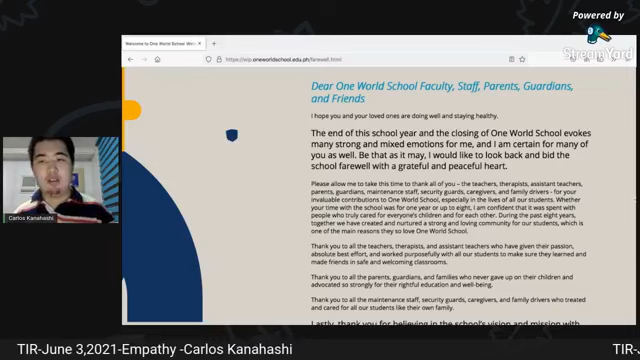 Powered by
StreamYard
Welcome to One World School Web
https://wip.oneworldschool.edu.ph/farewell.html
Dear One World School Faculty, Staff, Parents, Guardians,
and Friends
I hope you and your loved ones are doing well and staying healthy.
The end of this school year and the closing of One World School evokes
many strong and mixed emotions for me, and I am certain for many of
you as well. Be that as it may, I would like to look back and bid the
school farewell with a grateful and peaceful heart.
Please allow me to take this time to thank all of you – the teachers, therapists, assistant teachers,
parents, guardians, maintenance staff, security guards, caregivers, and family drivers - for your
invaluable contributions to One World School, especially in the lives of all our students. Whether
your time with the school was for one year or up to eight, I am confident that it was spent with
people who truly cared for everyone's children and for each other. During the past eight years,
together we have created and nurtured a strong and loving community for our students, which is
one of the main reasons they so love One World School.
Thank you to all the teachers, therapists, and assistant teachers who have given their passion,
absolute best effort, and worked purposefully with all our students to make sure they learned and
made friends in safe and welcoming classrooms.
Thank you to all the parents, guardians, and families who never gave up on their children and
advocated so strongly for their rightful education and well-being.
Thank you to all the maintenance staff, security guards, caregivers, and family drivers who treated
and cared for all our students like their own family.
Lastly, thank you for believing in the school's vision and mission with
Carlos Kanahashi
TIR-June 3,2021-Empathy -Carlos Kanahashi
TIR-J